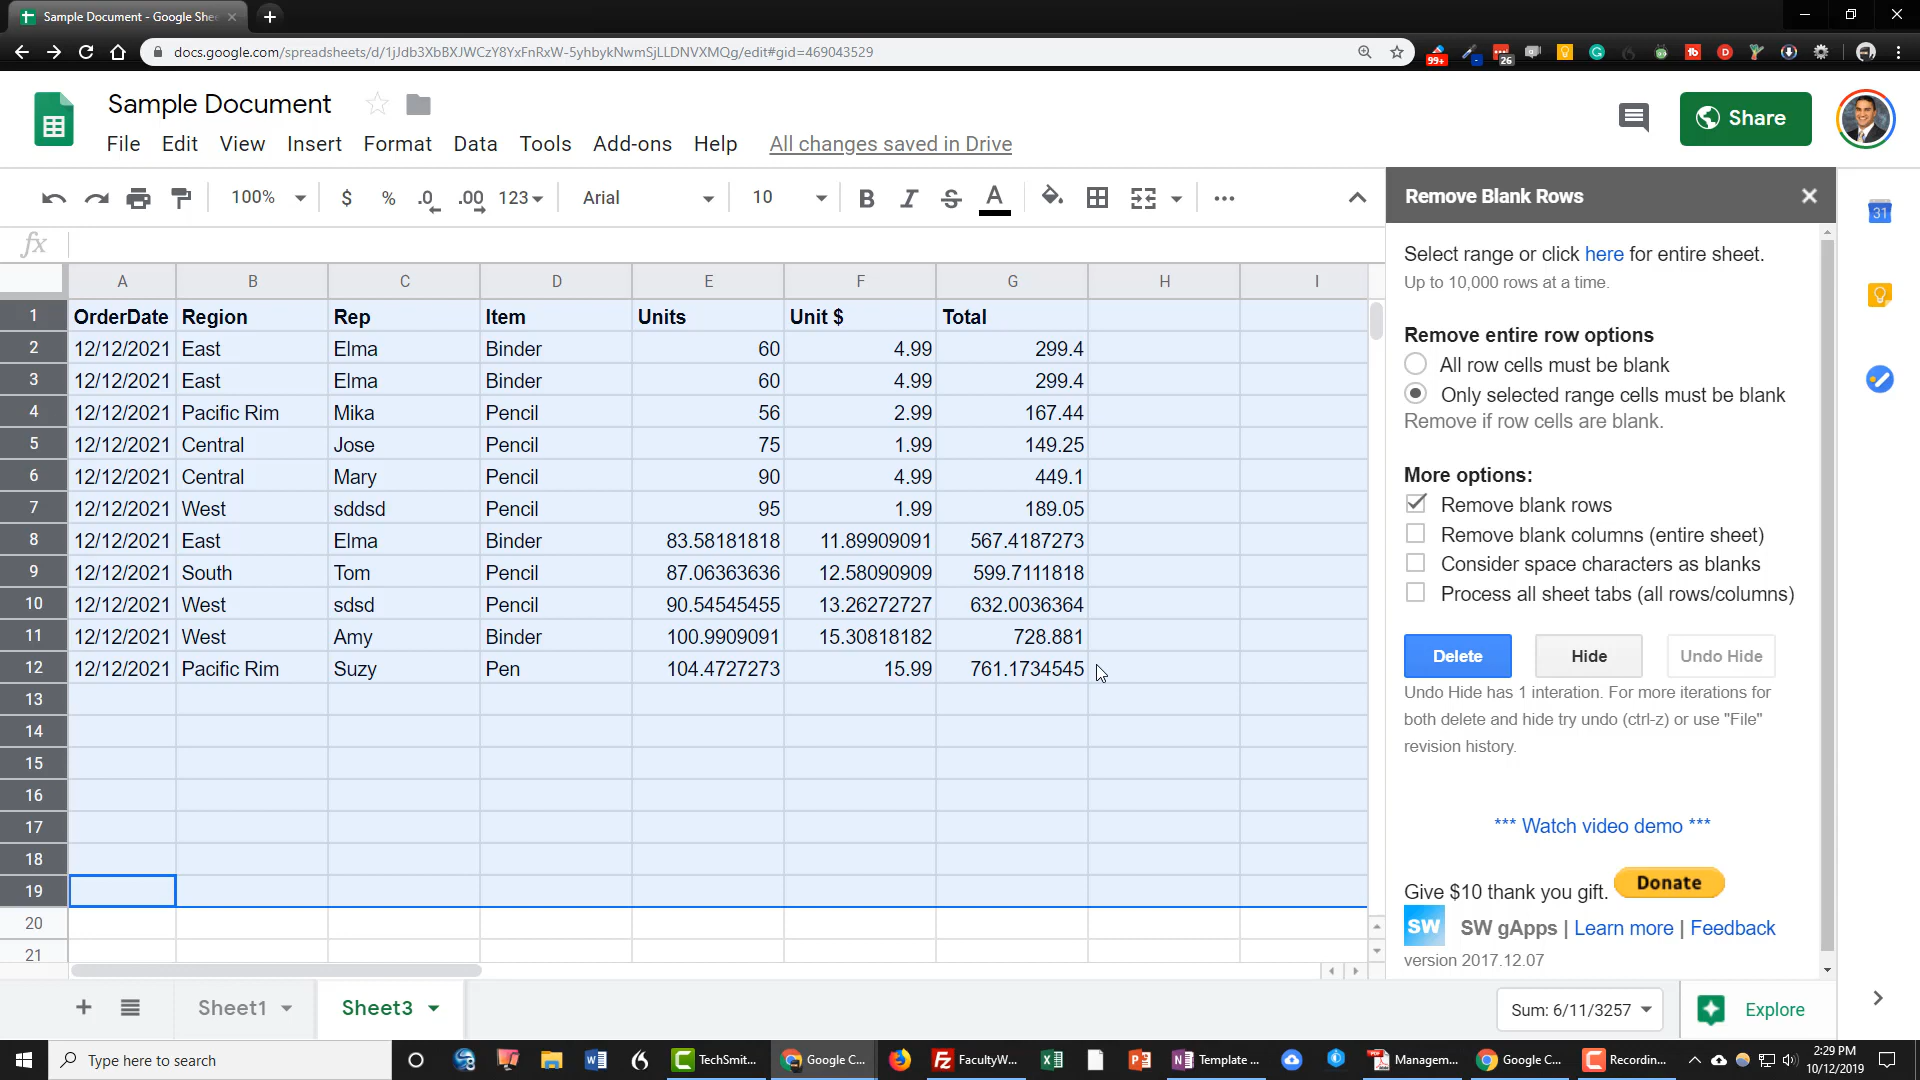 Sample Document - Google She
docs.google.com/spreadsheets/d/1jJdb3XbBXJWCzY8YxFnRxW-5yhbykNwmSjLLDNVXMQg/edit#gid=469043529
99+
26
Sample Document
File Edit View Insert Format Data Tools Add-ons Help All changes saved in Drive
Share
100% $ % .0 .00 123 Arial 10 B I S A
fx
A B C D E F G H I
1 OrderDate Region Rep Item Units Unit $ Total
2 12/12/2021 East Elma Binder 60 4.99 299.4
3 12/12/2021 East Elma Binder 60 4.99 299.4
4 12/12/2021 Pacific Rim Mika Pencil 56 2.99 167.44
5 12/12/2021 Central Jose Pencil 75 1.99 149.25
6 12/12/2021 Central Mary Pencil 90 4.99 449.1
7 12/12/2021 West sddsd Pencil 95 1.99 189.05
8 12/12/2021 East Elma Binder 83.58181818 11.89909091 567.4187273
9 12/12/2021 South Tom Pencil 87.06363636 12.58090909 599.7111818
10 12/12/2021 West sdsd Pencil 90.54545455 13.26272727 632.0036364
11 12/12/2021 West Amy Binder 100.9909091 15.30818182 728.881
12 12/12/2021 Pacific Rim Suzy Pen 104.4727273 15.99 761.1734545
13
14
15
16
17
18
19
20
21
Remove Blank Rows
Select range or click here for entire sheet.
Up to 10,000 rows at a time.
Remove entire row options
All row cells must be blank
Only selected range cells must be blank
Remove if row cells are blank.
More options:
Remove blank rows
Remove blank columns (entire sheet)
Consider space characters as blanks
Process all sheet tabs (all rows/columns)
Delete Hide Undo Hide
Undo Hide has 1 interation. For more iterations for
both delete and hide try undo (ctrl-z) or use "File"
revision history.
*** Watch video demo ***
Give $10 thank you gift. Donate
SW SW gApps | Learn more | Feedback
version 2017.12.07
31
Sheet1 Sheet3
Sum: 6/11/3257
Explore
Type here to search
TechSmit... Google C... FacultyW... Template ... Managem... Google C... Recordin...
2:29 PM
10/12/2019